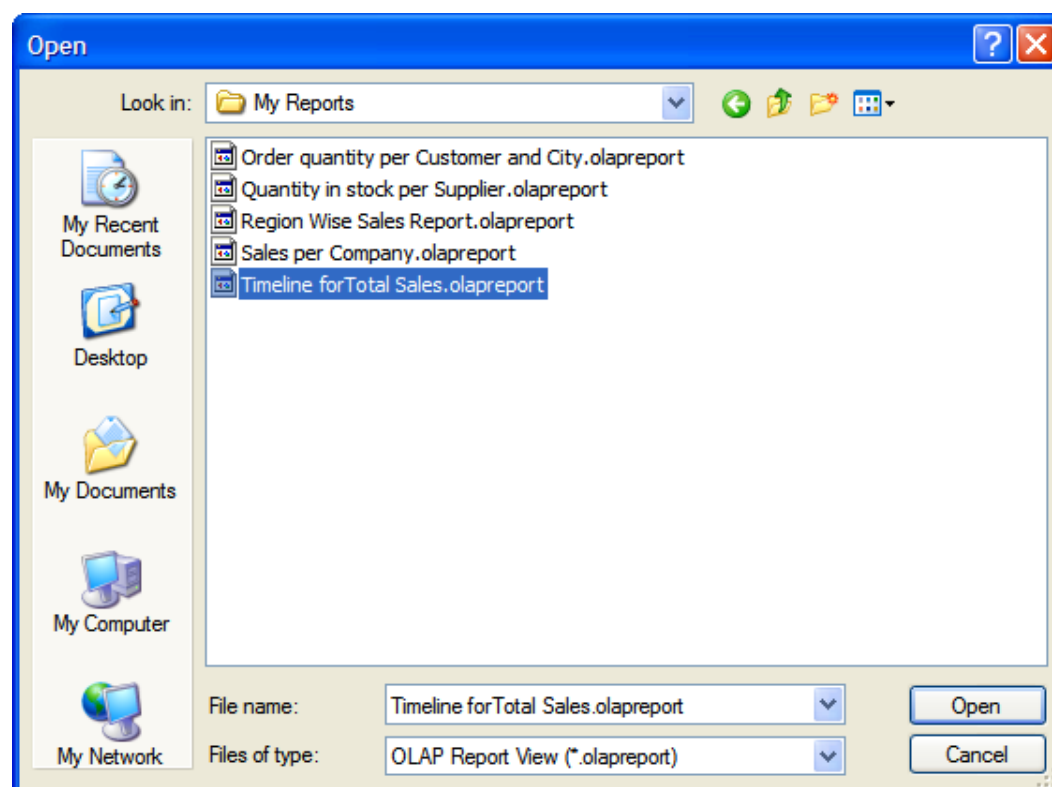 Open
Look in: My Reports
Order quantity per Customer and City.olapreport
Quantity in stock per Supplier.olapreport
Region Wise Sales Report.olapreport
Sales per Company.olapreport
Timeline forTotal Sales.olapreport
My Recent
Documents
Desktop
My Documents
My Computer
My Network
File name: Timeline forTotal Sales.olapreport Open
Files of type: OLAP Report View (*.olapreport) Cancel